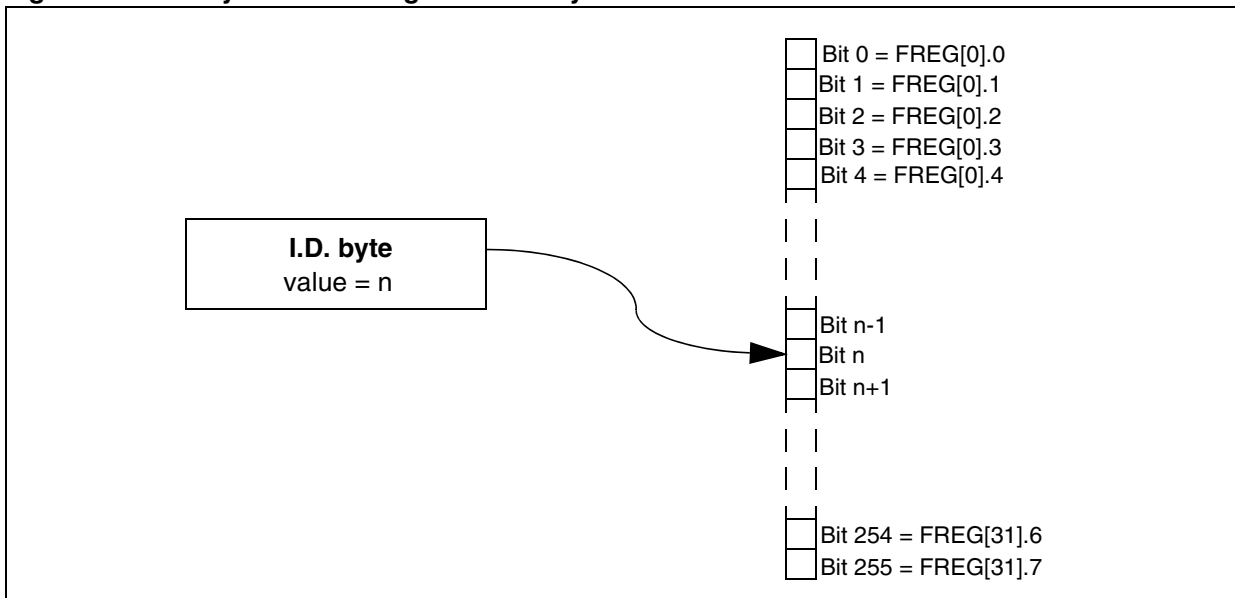 Bit 0 = FREG[0].0
Bit 1 = FREG[0].1
Bit 2 = FREG[0].2
Bit 3 = FREG[0].3
Bit 4 = FREG[0].4
I.D. byte
value = n
Bit n-1
Bit n
Bit n+1
Bit 254 = FREG[31].6
Bit 255 = FREG[31].7